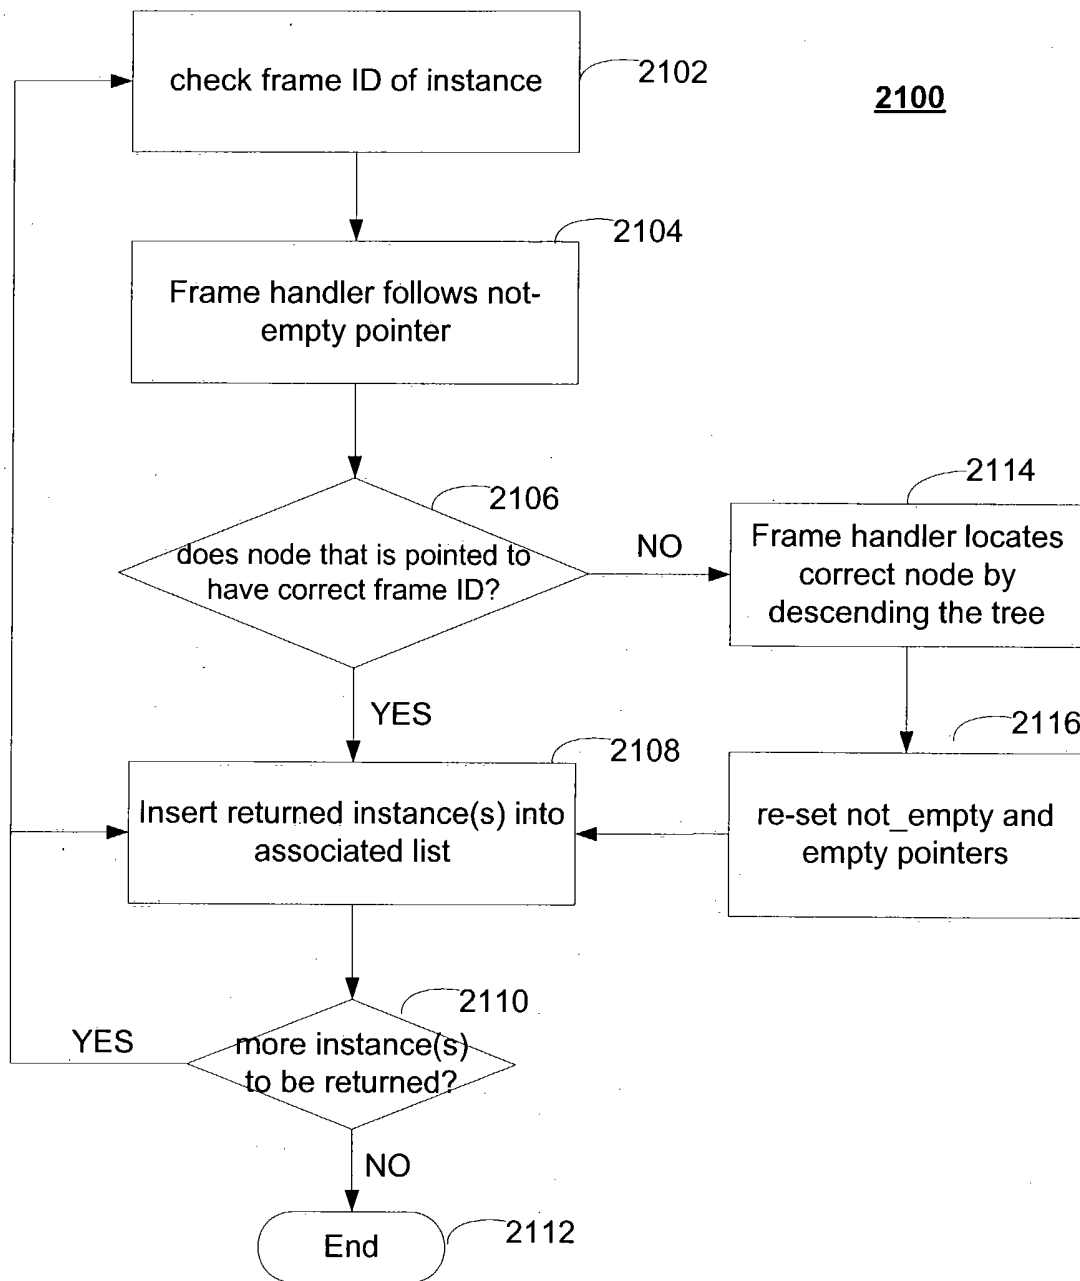 check frame ID of instance
2102
2100
2104
Frame handler follows not-
empty pointer
2106
does node that is pointed to
have correct frame ID?
NO
2114
Frame handler locates
correct node by
descending the tree
YES
2108
2116
Insert returned instance(s) into
associated list
re-set not_empty and
empty pointers
2110
YES
more instance(s)
to be returned?
NO
End
2112